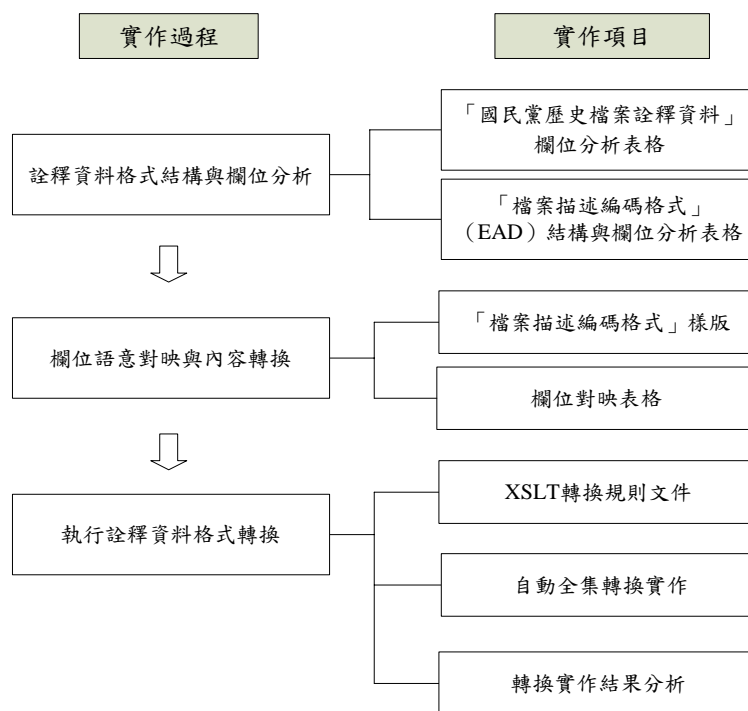 實作過程
實作項目
詮釋資料格式結構與欄位分析
「國民黨歷史檔案詮釋資料」
欄位分析表格
「檔案描述編碼格式」
（EAD）結構與欄位分析表格
欄位語意對映與內容轉換
「檔案描述編碼格式」樣版
欄位對映表格
執行詮釋資料格式轉換
XSLT轉換規則文件
自動全集轉換實作
轉換實作結果分析